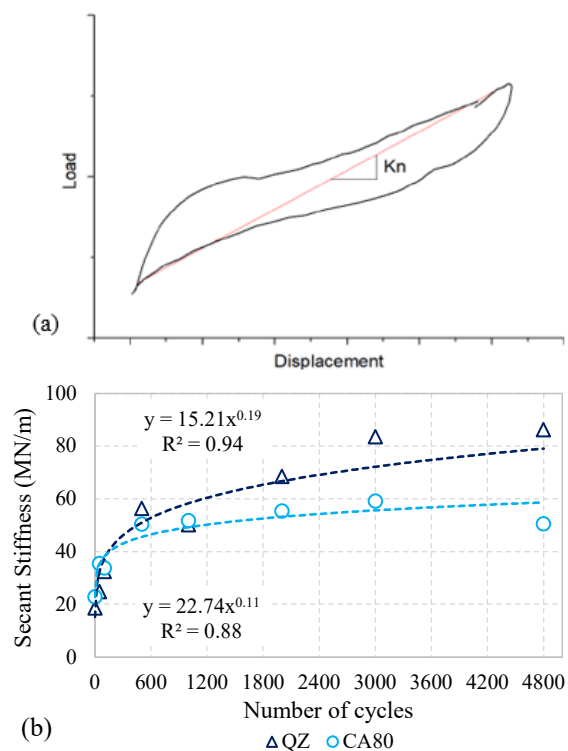 Load
Kn
(a)
Displacement
100
80
60
40
20
0
Secant Stiffness (MN/m)
y = 15.21x^0.19
R² = 0.94
y = 22.74x^0.11
R² = 0.88
0 600 1200 1800 2400 3000 3600 4200 4800
Number of cycles
(b)
△ QZ ○ CA80